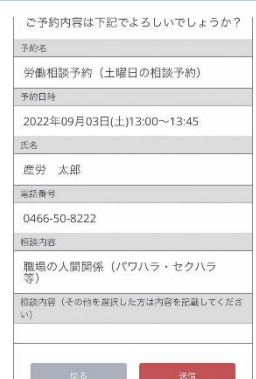 ご予約内容は下記でよろしいでしょうか？
予約名
労働相談予約（土曜日の相談予約）
予約日時
2022年09月03日(土)13:00～13:45
氏名
産労　太郎
電話番号
0466-50-8222
相談内容
職場の人間関係（パワハラ・セクハラ
等）
相談内容（その他を選択した方は内容を記載してくださ
い）
戻る
送信